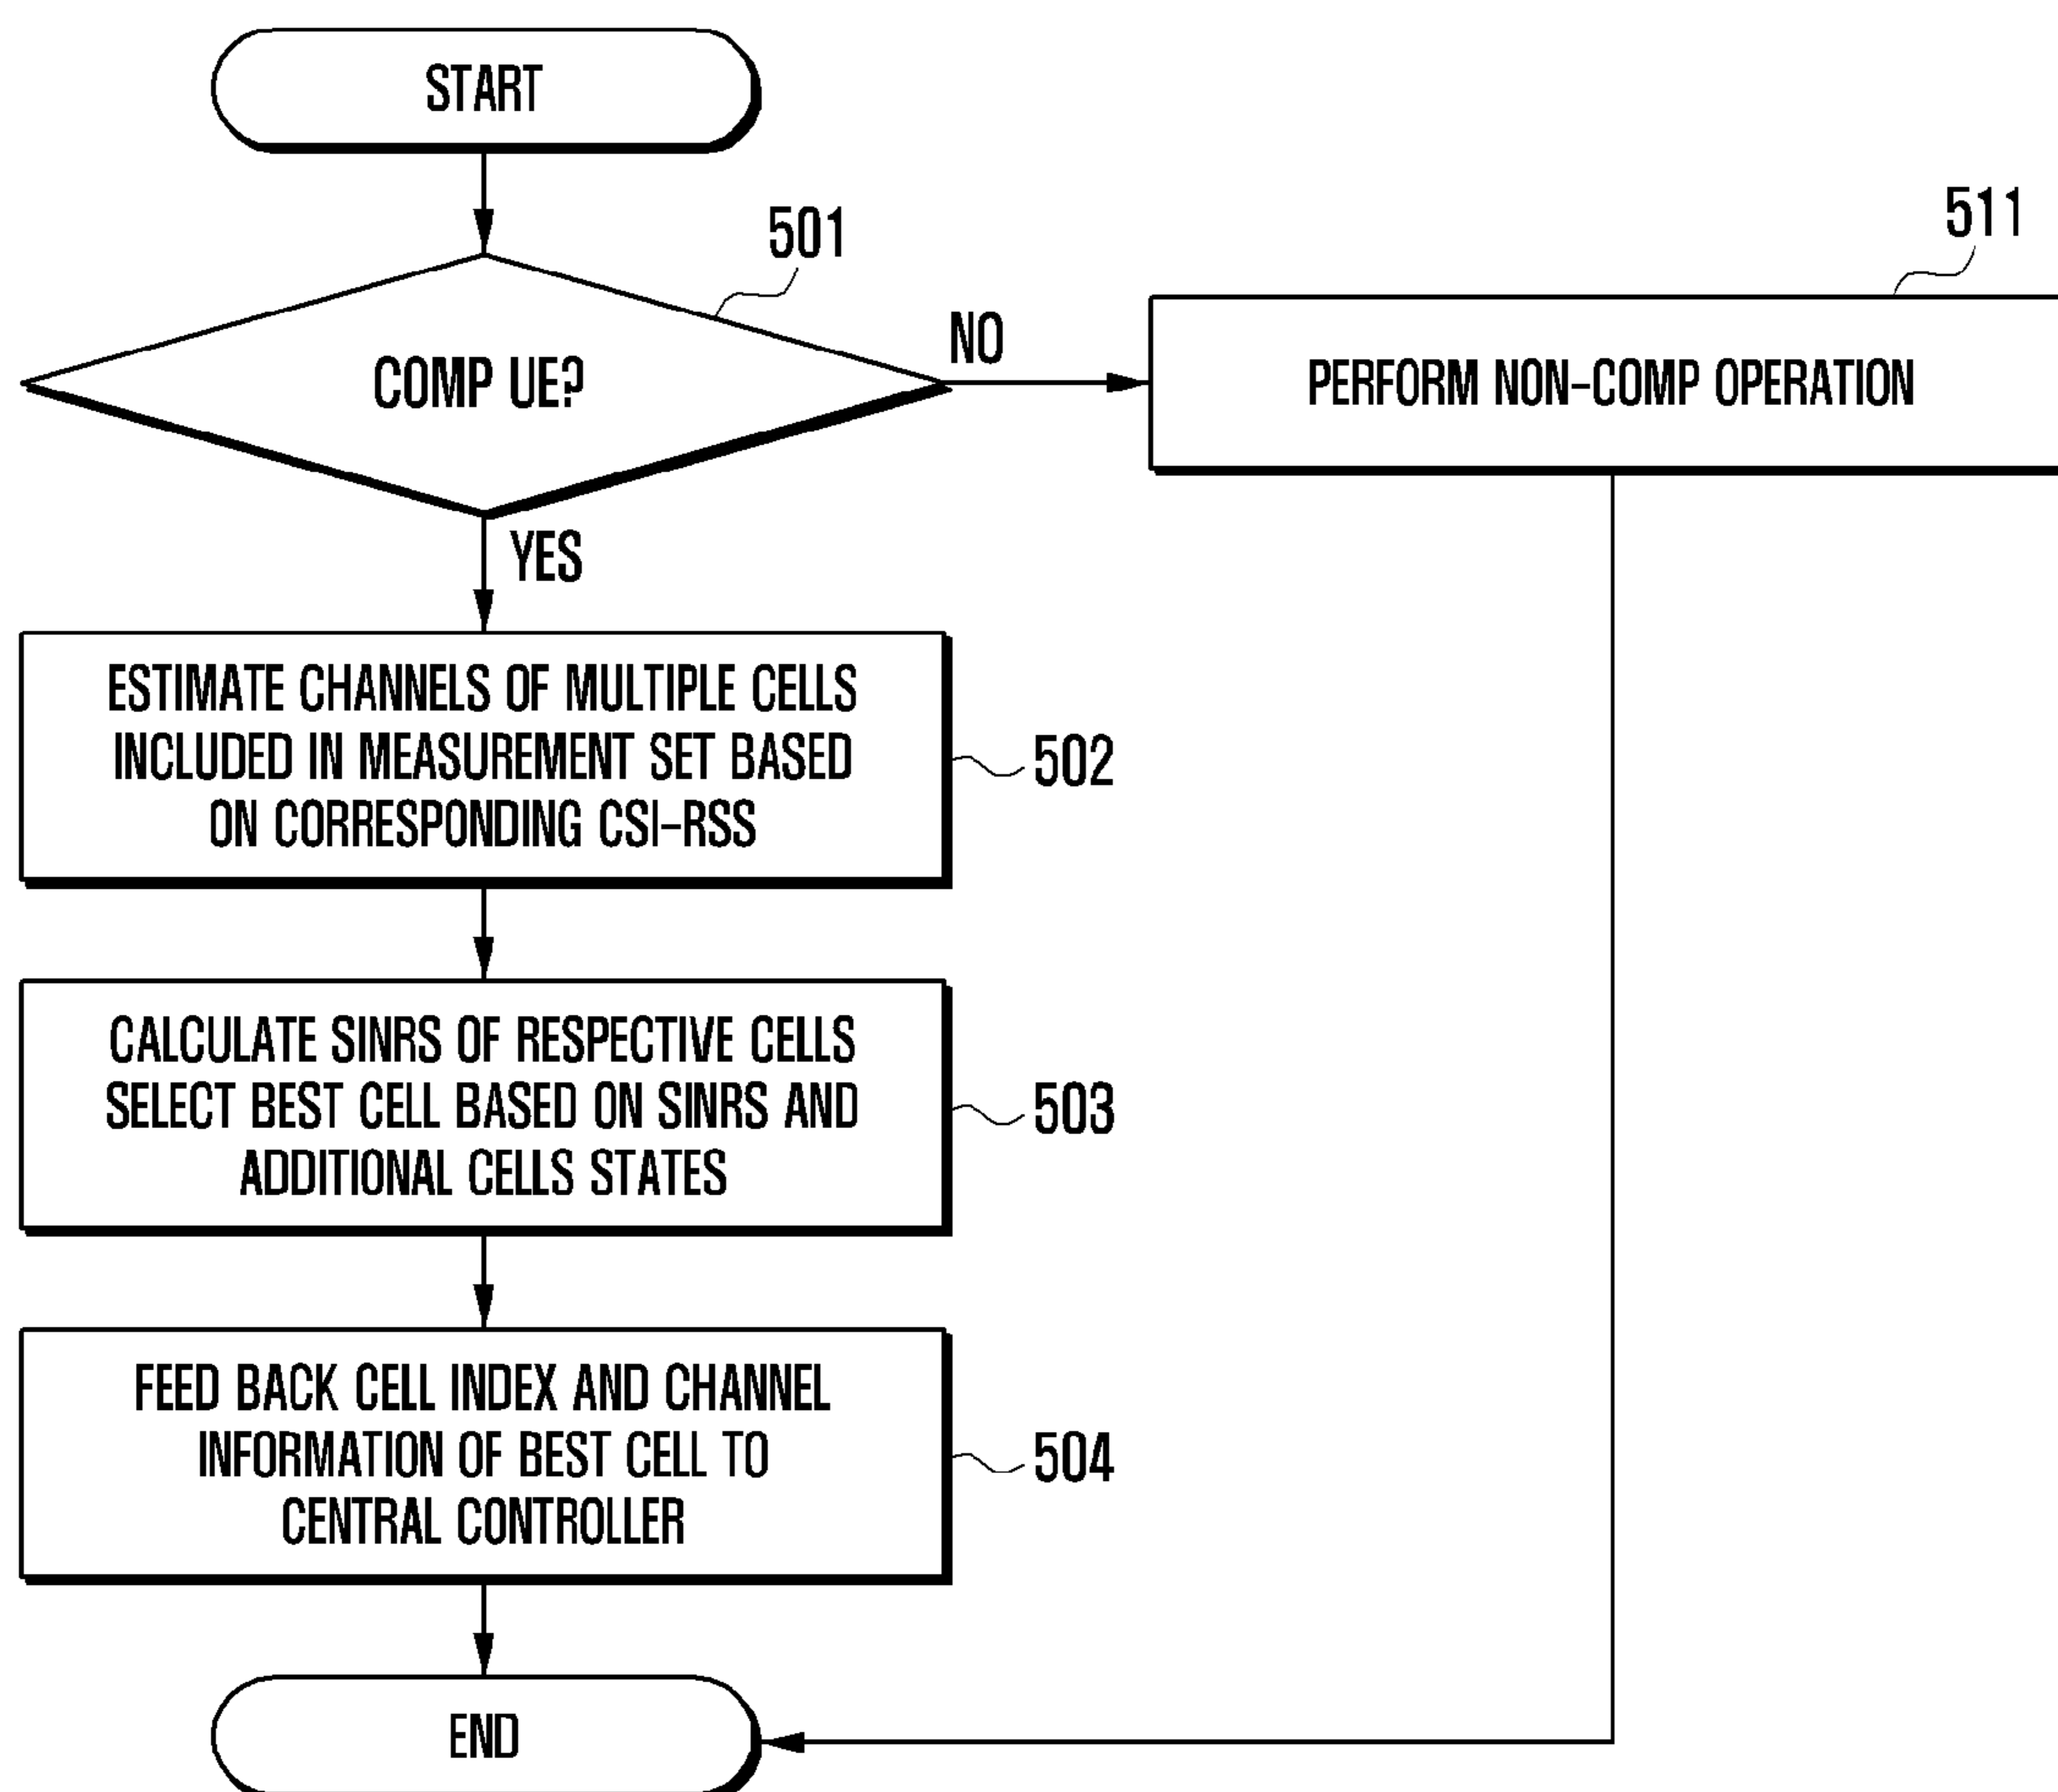 START
501
COMP UE?
NO
511
PERFORM NON-COMP OPERATION
YES
ESTIMATE CHANNELS OF MULTIPLE CELLS
INCLUDED IN MEASUREMENT SET BASED
ON CORRESPONDING CSI-RSS
502
CALCULATE SINRS OF RESPECTIVE CELLS
SELECT BEST CELL BASED ON SINRS AND
ADDITIONAL CELLS STATES
503
FEED BACK CELL INDEX AND CHANNEL
INFORMATION OF BEST CELL TO
CENTRAL CONTROLLER
504
END